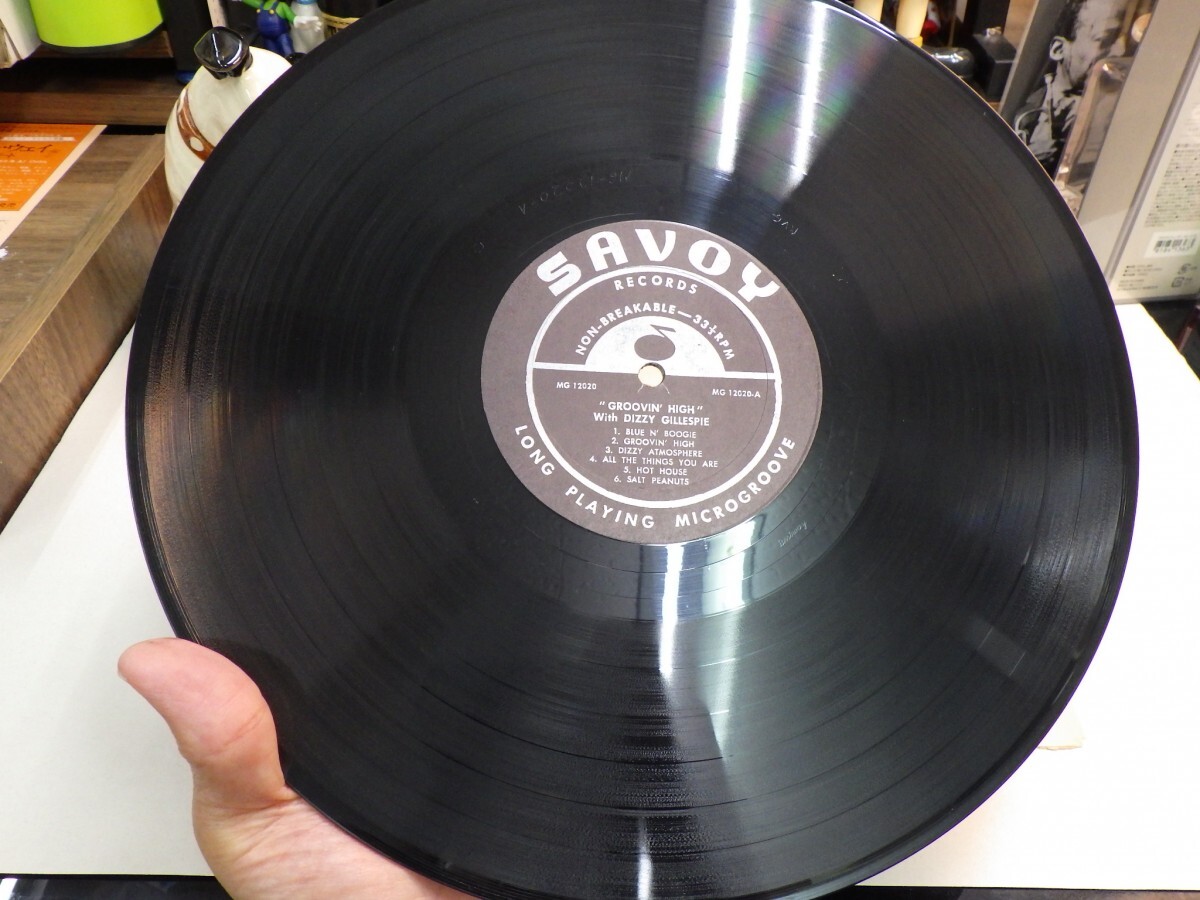 SAVOY
RECORDS
NON-BREAKABLE—33⅓RPM
MG 12020
MG 12020-A
"GROOVIN' HIGH"
With DIZZY GILLESPIE
1. BLUE N' BOOGIE
2. GROOVIN' HIGH
3. DIZZY ATMOSPHERE
4. ALL THE THINGS YOU ARE
5. HOT HOUSE
6. SALT PEANUTS
LONG PLAYING MICROGROOVE